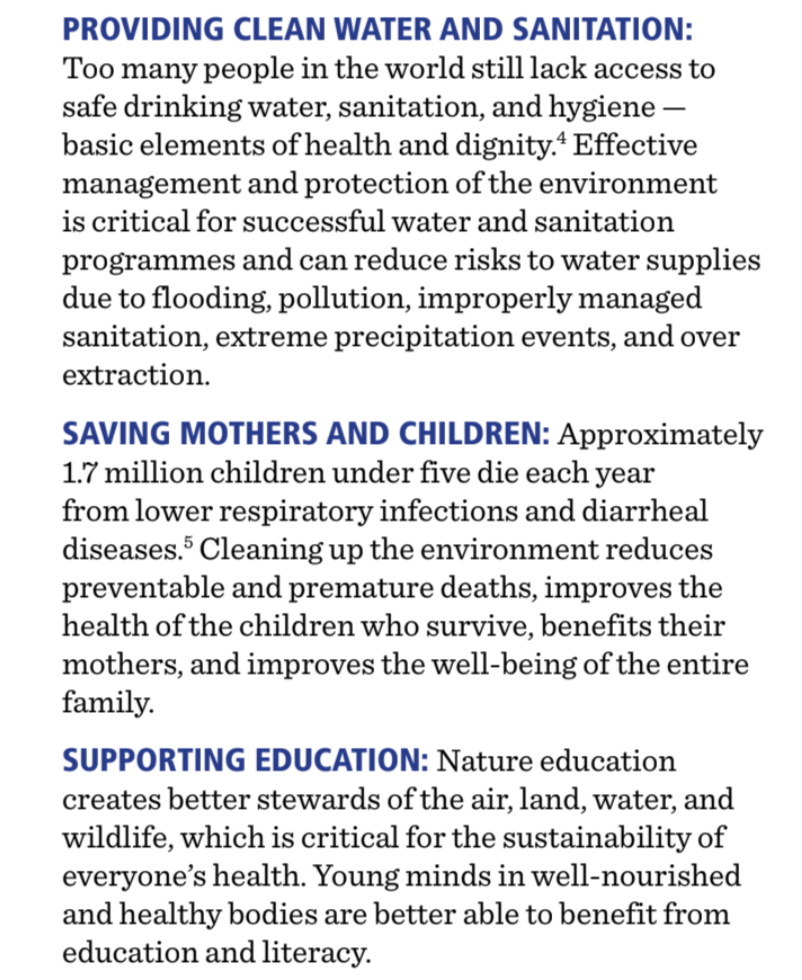 PROVIDING CLEAN WATER AND SANITATION:
Too many people in the world still lack access to
safe drinking water, sanitation, and hygiene —
basic elements of health and dignity.⁴ Effective
management and protection of the environment
is critical for successful water and sanitation
programmes and can reduce risks to water supplies
due to flooding, pollution, improperly managed
sanitation, extreme precipitation events, and over
extraction.
SAVING MOTHERS AND CHILDREN: Approximately
1.7 million children under five die each year
from lower respiratory infections and diarrheal
diseases.⁵ Cleaning up the environment reduces
preventable and premature deaths, improves the
health of the children who survive, benefits their
mothers, and improves the well-being of the entire
family.
SUPPORTING EDUCATION: Nature education
creates better stewards of the air, land, water, and
wildlife, which is critical for the sustainability of
everyone’s health. Young minds in well-nourished
and healthy bodies are better able to benefit from
education and literacy.